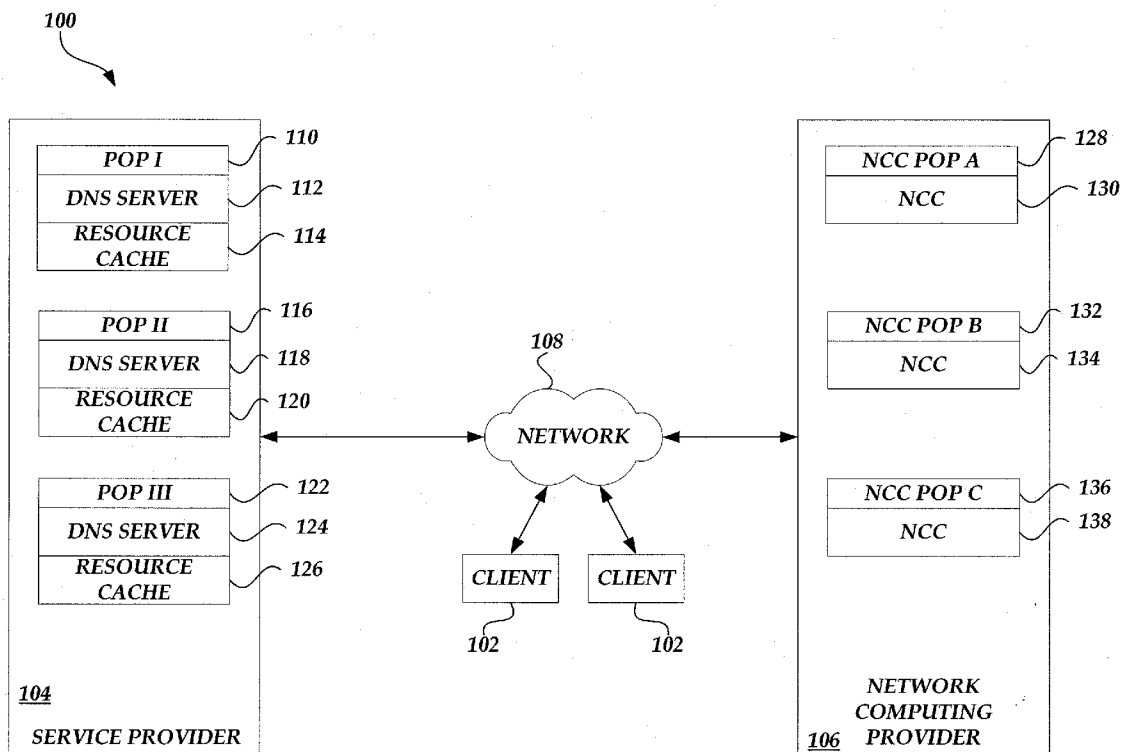 100
POP I
110
DNS SERVER
112
RESOURCE
CACHE
114
POP II
116
DNS SERVER
118
RESOURCE
CACHE
120
POP III
122
DNS SERVER
124
RESOURCE
CACHE
126
104
SERVICE PROVIDER
108
NETWORK
CLIENT
CLIENT
102
102
NCC POP A
128
NCC
130
NCC POP B
132
NCC
134
NCC POP C
136
NCC
138
NETWORK
COMPUTING
PROVIDER
106